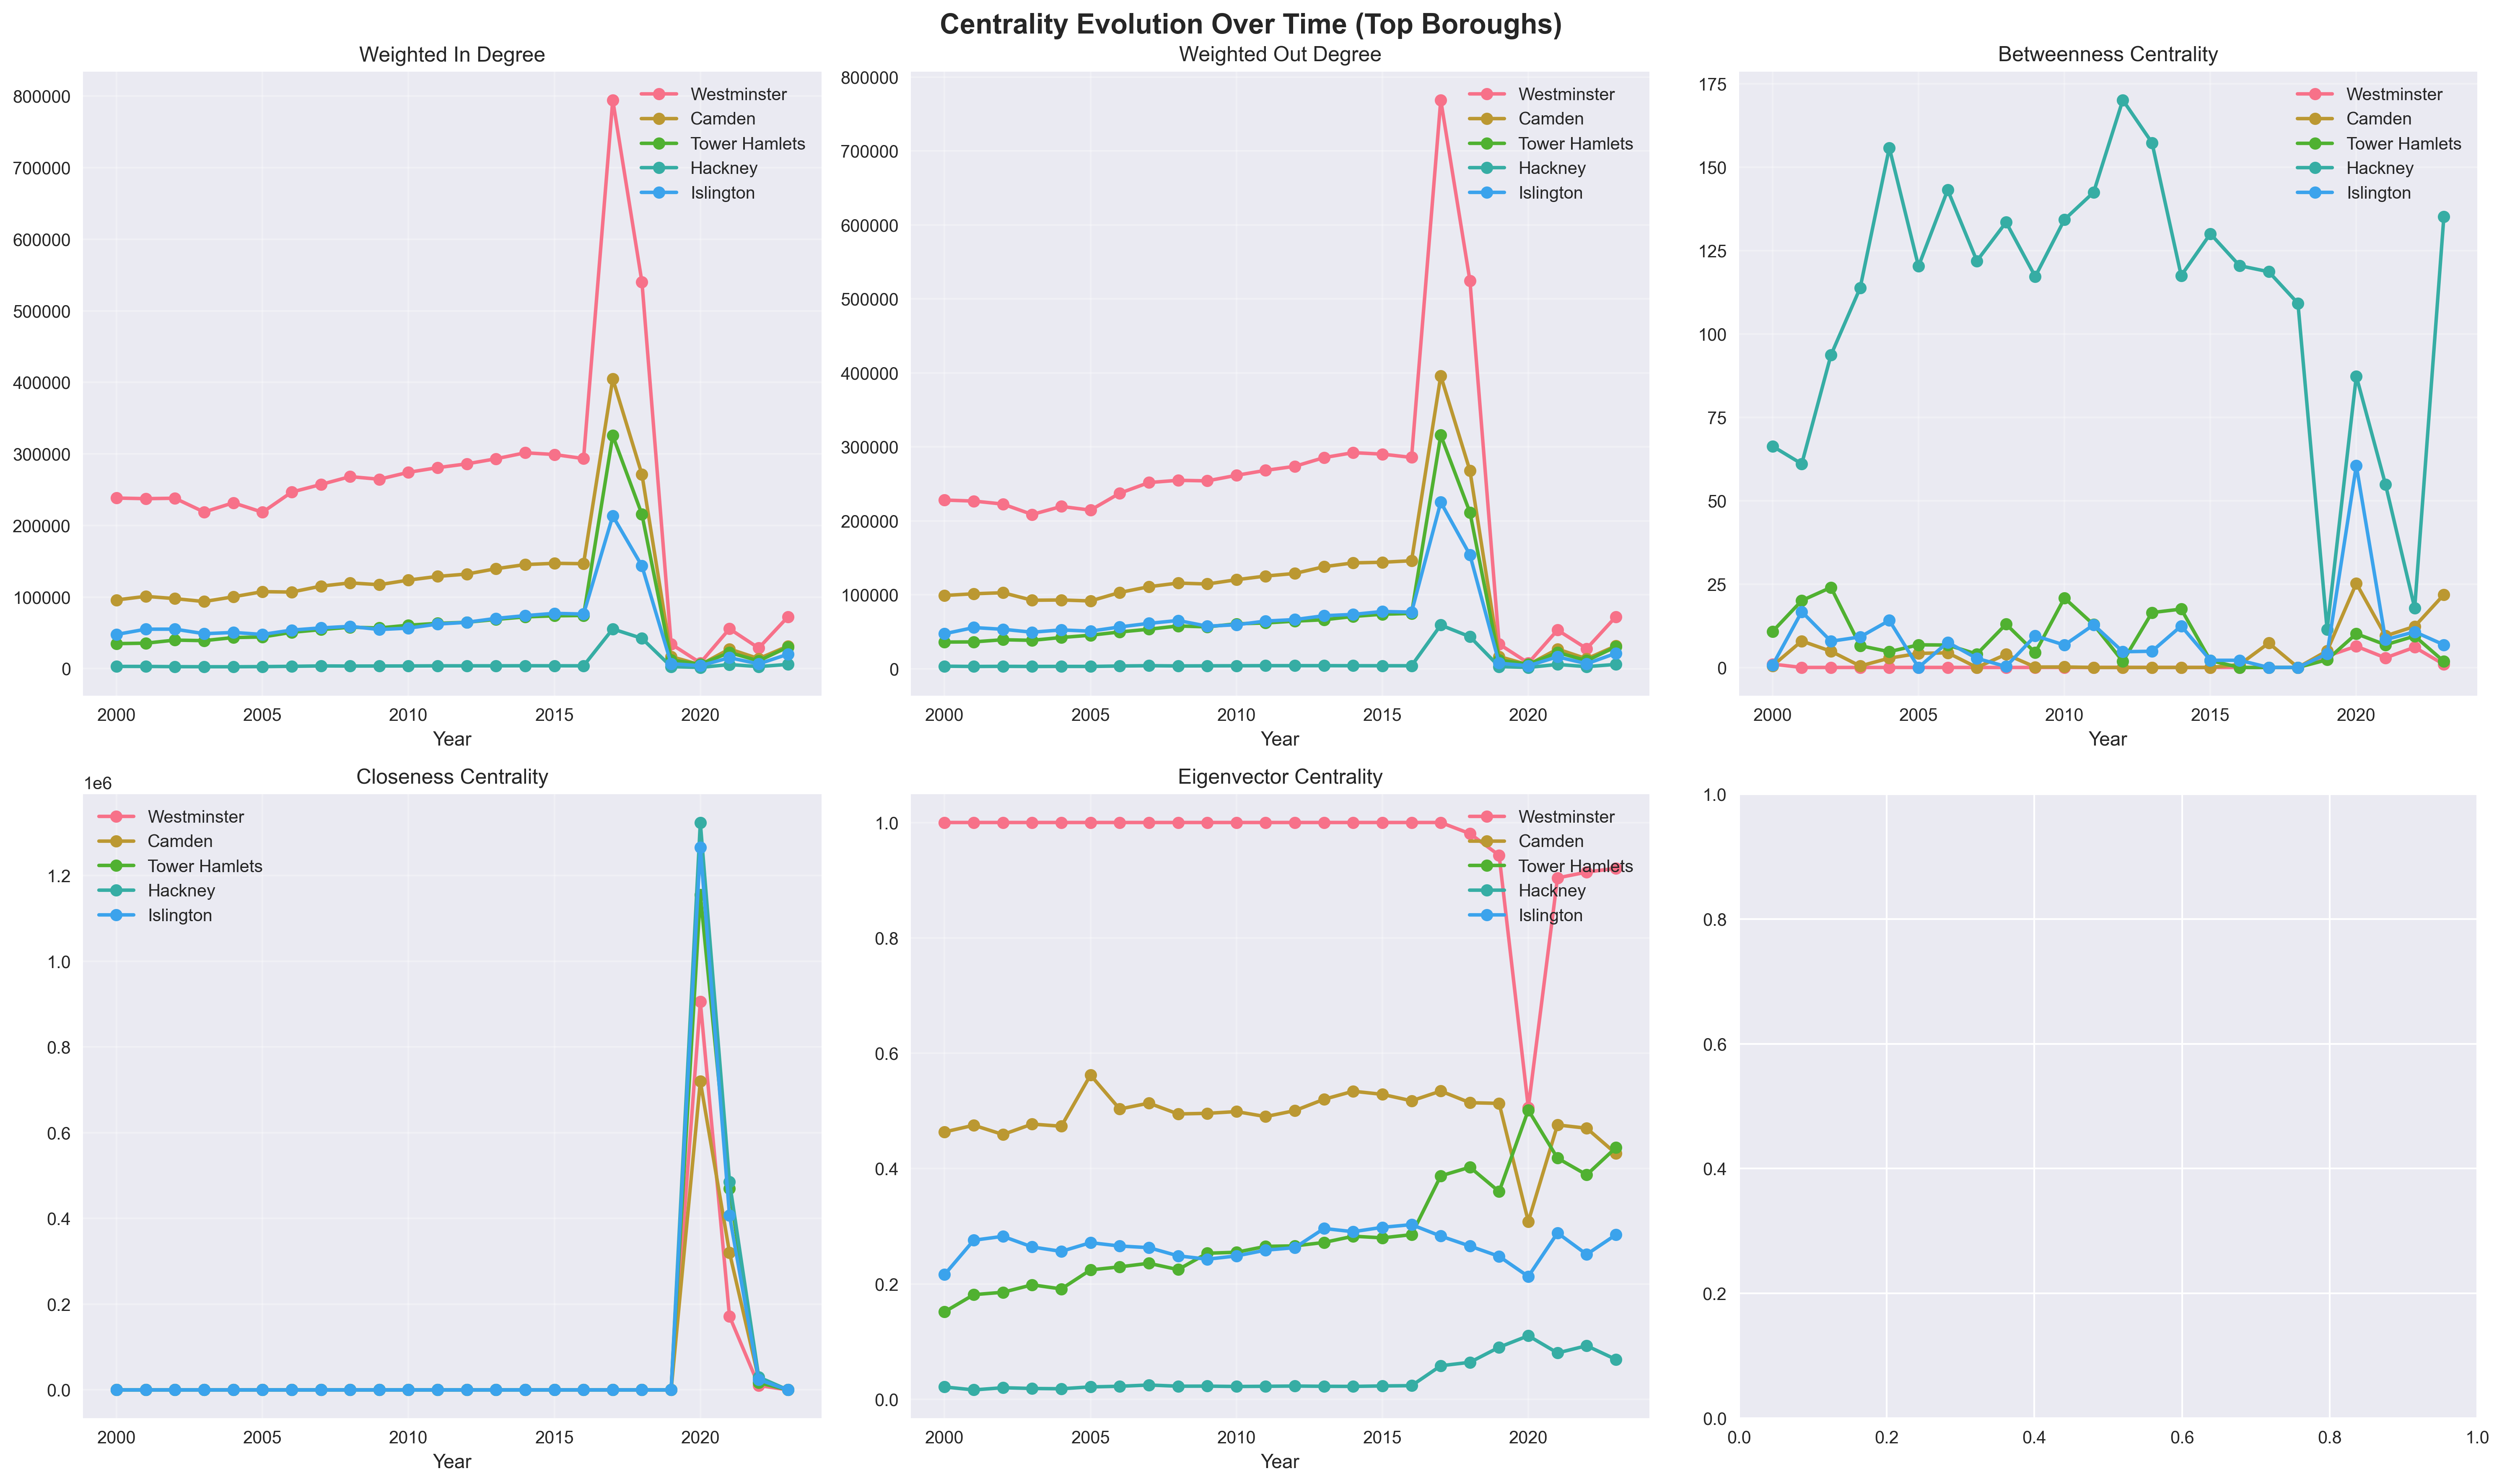 Centrality Evolution Over Time (Top Boroughs)
Weighted In Degree
800000
700000
600000
500000
400000
300000
200000
100000
0
Westminster
Camden
Tower Hamlets
Hackney
Islington
2000 2005 2010 2015 2020
Year
Weighted Out Degree
800000
700000
600000
500000
400000
300000
200000
100000
0
Westminster
Camden
Tower Hamlets
Hackney
Islington
2000 2005 2010 2015 2020
Year
Betweenness Centrality
175
150
125
100
75
50
25
0
Westminster
Camden
Tower Hamlets
Hackney
Islington
2000 2005 2010 2015 2020
Year
Closeness Centrality
1e6
1.2
1.0
0.8
0.6
0.4
0.2
0.0
Westminster
Camden
Tower Hamlets
Hackney
Islington
2000 2005 2010 2015 2020
Year
Eigenvector Centrality
1.0
0.8
0.6
0.4
0.2
0.0
Westminster
Camden
Tower Hamlets
Hackney
Islington
2000 2005 2010 2015 2020
Year
1.0
0.8
0.6
0.4
0.2
0.0
0.0 0.2 0.4 0.6 0.8 1.0